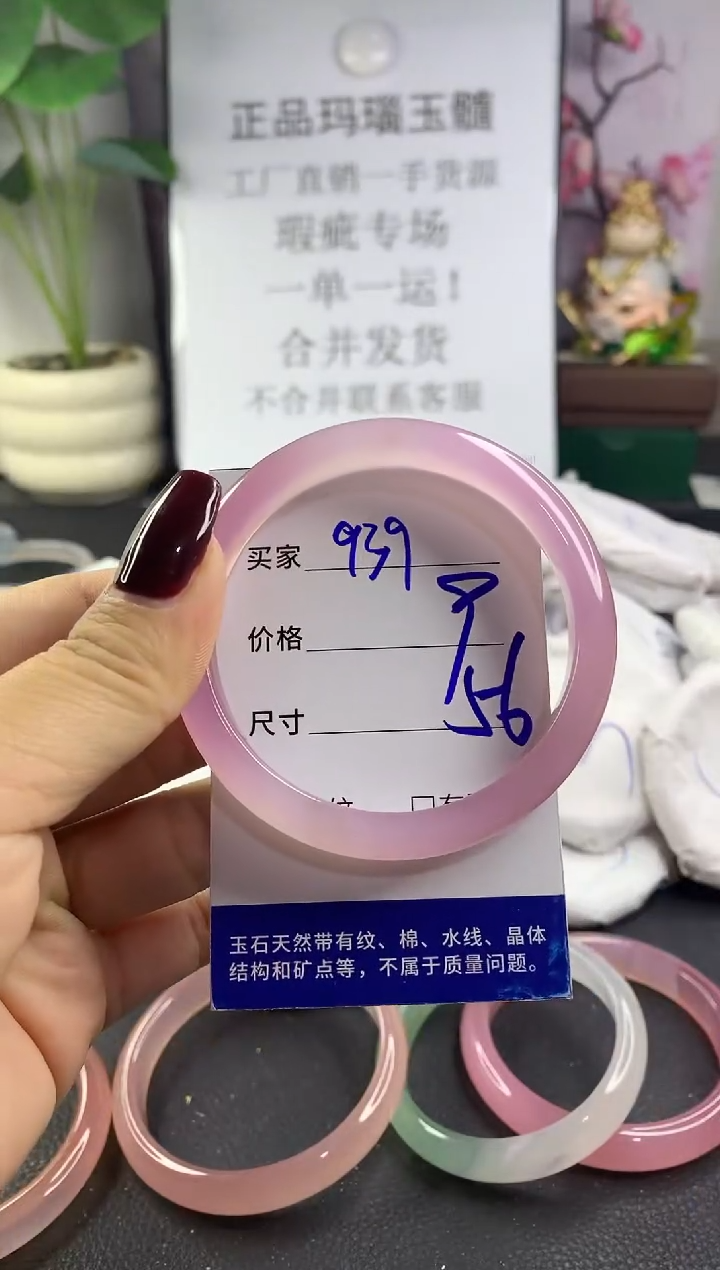 正品玛瑙玉髓
工厂直销一手货源
瑕疵专场
一单一运！
合并发货
不合并联系客服
买家 939
价格
尺寸 56
纹 口有
玉石天然带有纹、棉、水线、晶体
结构和矿点等，不属于质量问题。